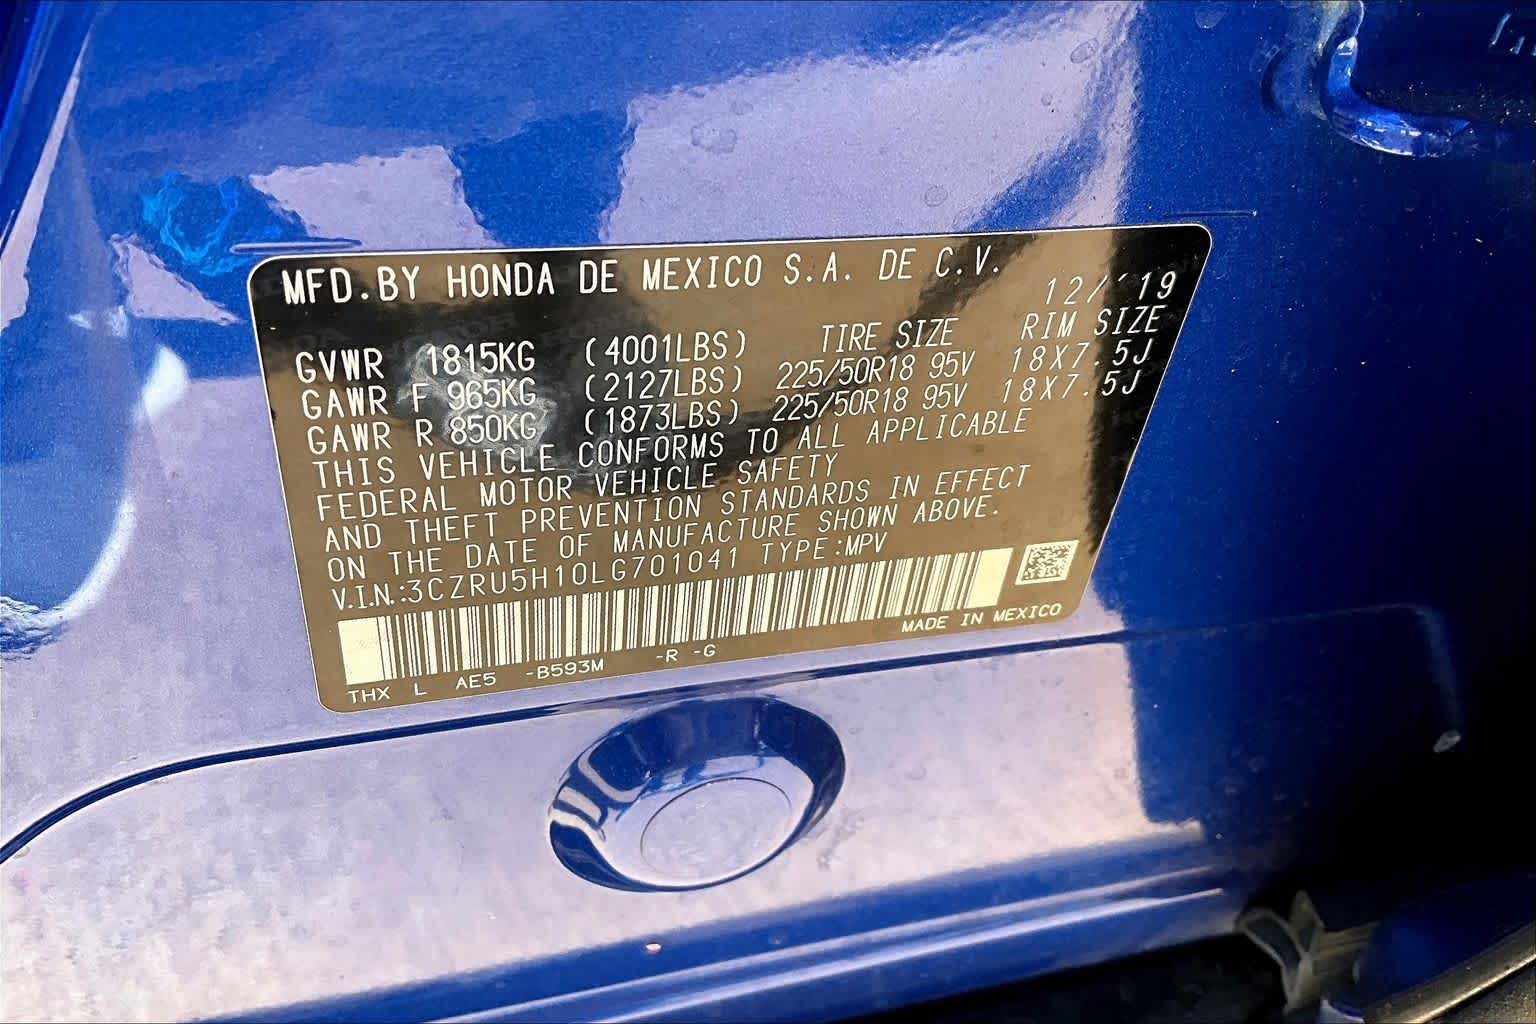 MFD.BY HONDA DE MEXICO S.A. DE C.V.
12/19
TIRE SIZE RIM SIZE
GVWR 1815KG (4001LBS)
GAWR F 965KG (2127LBS) 225/50R18 95V 18X7.5J
GAWR R 850KG (1873LBS) 225/50R18 95V 18X7.5J
THIS VEHICLE CONFORMS TO ALL APPLICABLE
FEDERAL MOTOR VEHICLE SAFETY
AND THEFT PREVENTION STANDARDS IN EFFECT
ON THE DATE OF MANUFACTURE SHOWN ABOVE.
V.I.N.:3CZRU5H10LG701041 TYPE:MPV
MADE IN MEXICO
THX L AE5 -B593M -R -G